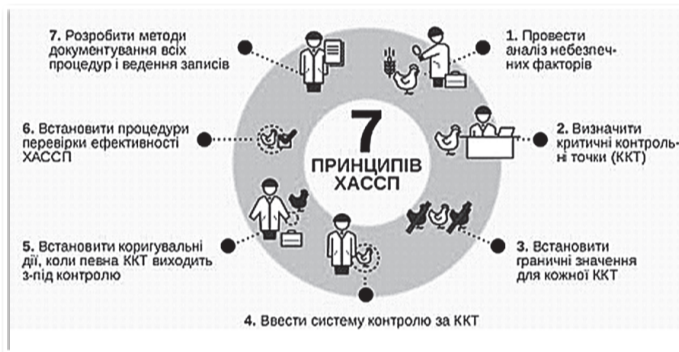 7
ПРИНЦИПІВ
ХАССП
1. Провести
аналіз небезпеч-
них факторів
2. Визначити
критичні контроль-
ні точки (ККТ)
3. Встановити
граничні значення
для кожної ККТ
4. Ввести систему контролю за ККТ
5. Встановити коригувальні
дії, коли певна ККТ виходить
з-під контролю
6. Встановити процедури
перевірки ефективності
ХАССП
7. Розробити методи
документування всіх
процедур і ведення записів